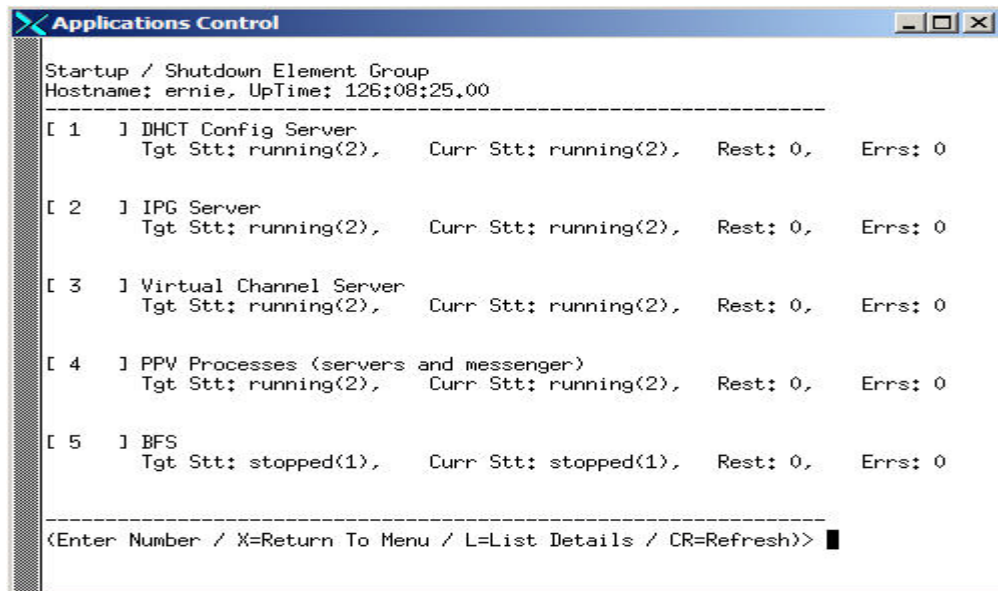 Applications Control
Startup / Shutdown Element Group
Hostname: ernie, UpTime: 126:08:25.00
-----------------------------------------------------------------
[ 1   ] DHCT Config Server
Tgt Stt: running(2),    Curr Stt: running(2),   Rest: 0,    Errs: 0
[ 2   ] IPG Server
Tgt Stt: running(2),    Curr Stt: running(2),   Rest: 0,    Errs: 0
[ 3   ] Virtual Channel Server
Tgt Stt: running(2),    Curr Stt: running(2),   Rest: 0,    Errs: 0
[ 4   ] PPV Processes (servers and messenger)
Tgt Stt: running(2),    Curr Stt: running(2),   Rest: 0,    Errs: 0
[ 5   ] BFS
Tgt Stt: stopped(1),    Curr Stt: stopped(1),   Rest: 0,    Errs: 0
-----------------------------------------------------------------
(Enter Number / X=Return To Menu / L=List Details / CR=Refresh)>